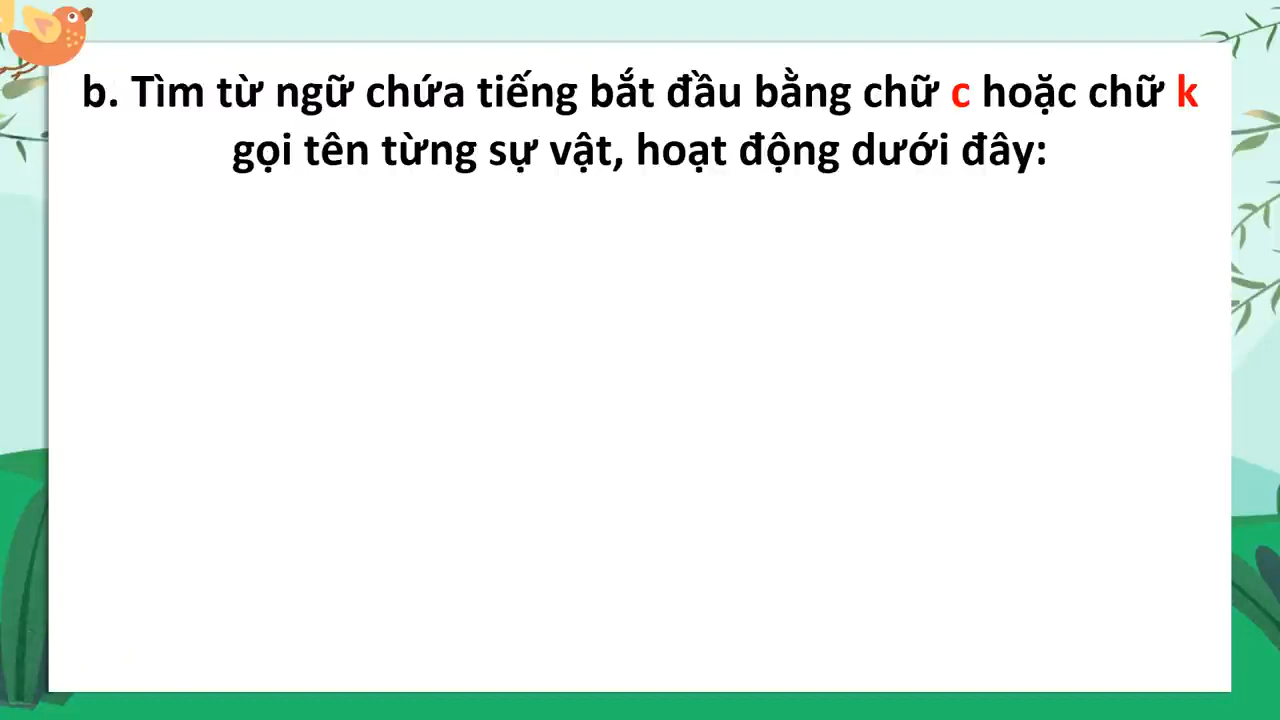 b. Tìm từ ngữ chứa tiếng bắt đầu bằng chữ c hoặc chữ k
gọi tên từng sự vật, hoạt động dưới đây: